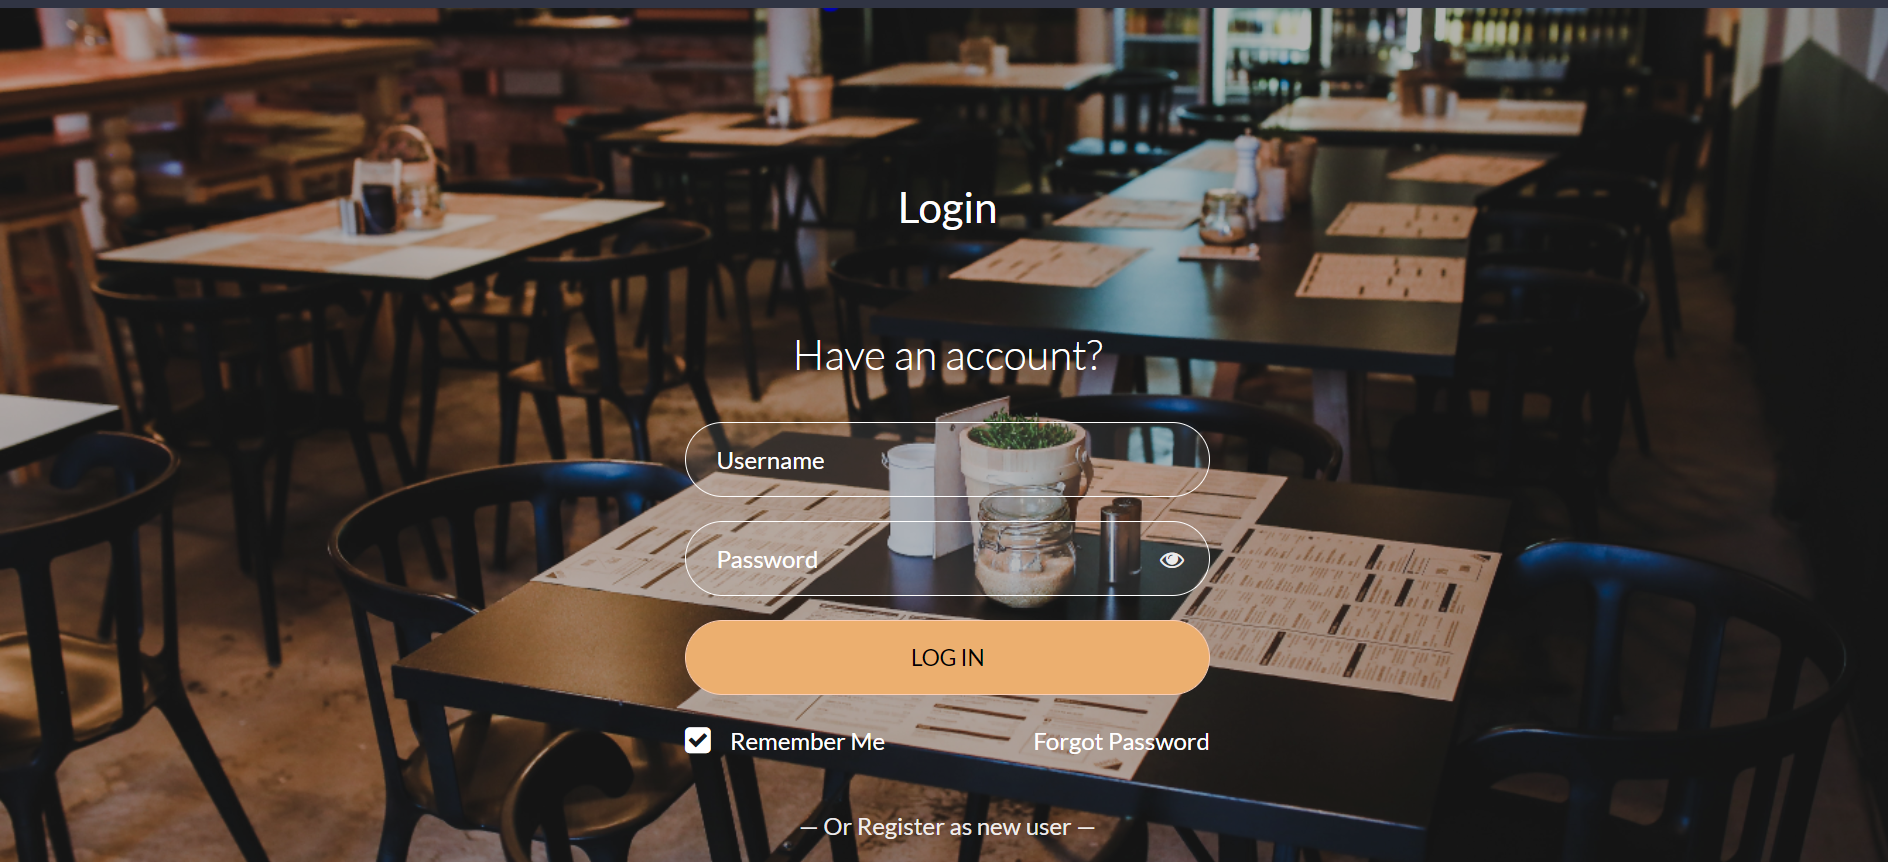 Login
Have an account?
Username
Password
LOG IN
Remember Me
Forgot Password
— Or Register as new user —